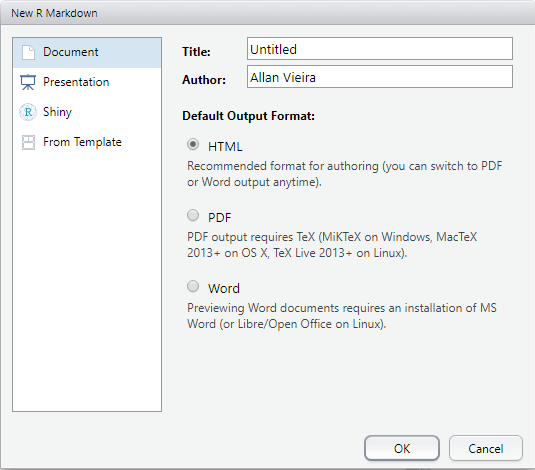 New R Markdown
Document
Presentation
R
Shiny
From Template
Title:
Untitled
Author:
Allan Vieira
Default Output Format:
HTML
Recommended format for authoring (you can switch to PDF
or Word output anytime).
PDF
PDF output requires TeX (MiKTeX on Windows, MacTeX
2013+ on OS X, TeX Live 2013+ on Linux).
Word
Previewing Word documents requires an installation of MS
Word (or Libre/Open Office on Linux).
OK
Cancel